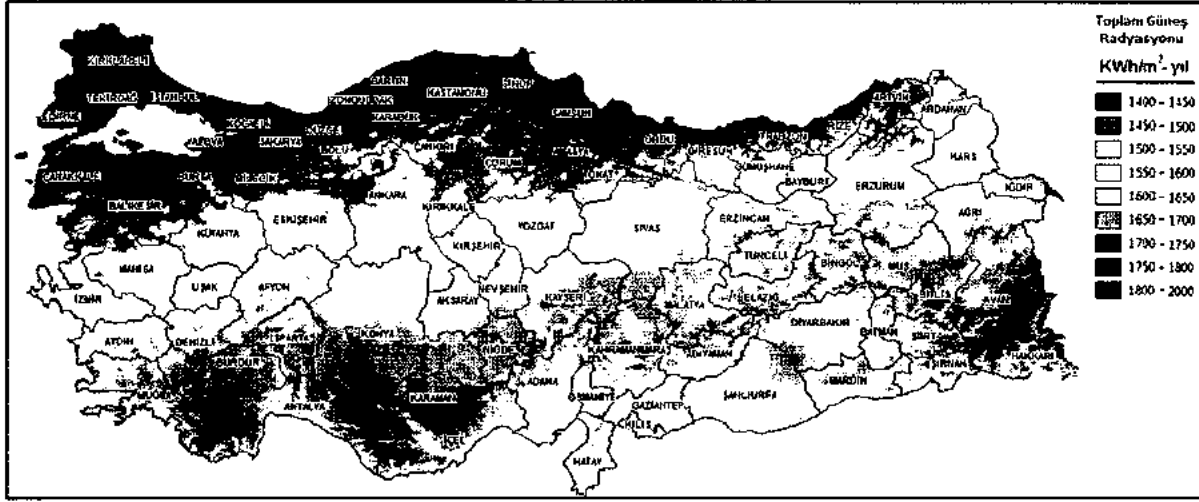 Toplam Güneş
Radyasyonu
KWh/m²- yıl
1400 - 1450
1450 - 1500
1500 - 1550
1550 - 1600
1600 - 1650
1650 - 1700
1700 - 1750
1750 - 1800
1800 - 2000
KIRKLARELİ
TEKİRDAĞ
İSTANBUL
EDİRNE
YALOVA
KOCAELİ
SAKARYA
DÜZCE
BOLU
ZONGULDAK
BARTIN
KARABÜK
KASTAMONU
SİNOP
SAMSUN
ÇANKIRI
ÇORUM
AMASYA
TOKAT
ORDU
GİRESUN
TRABZON
RİZE
ARTVİN
ARDAHAN
KARS
IĞDIR
GÜMÜŞHANE
BAYBURT
ERZURUM
AĞRI
ÇANAKKALE
BURSA
BİLECİK
BALIKESİR
KÜTAHYA
ESKİŞEHİR
ANKARA
KIRIKKALE
KIRŞEHİR
YOZGAT
SİVAS
ERZİNCAN
TUNCELİ
BİNGÖL
MUŞ
BİTLİS
VAN
MANİSA
İZMİR
UŞAK
AFYON
AKSARAY
NEVŞEHİR
KAYSERİ
ELAZIĞ
DİYARBAKIR
BATMAN
SİİRT
ŞIRNAK
HAKKARİ
AYDIN
DENİZLİ
ISPARTA
BURDUR
KONYA
NİĞDE
KAHRAMANMARAŞ
ADIYAMAN
MARDİN
MUĞLA
ANTALYA
KARAMAN
İÇEL
ADANA
OSMANİYE
GAZİANTEP
KİLİS
ŞANLIURFA
HATAY